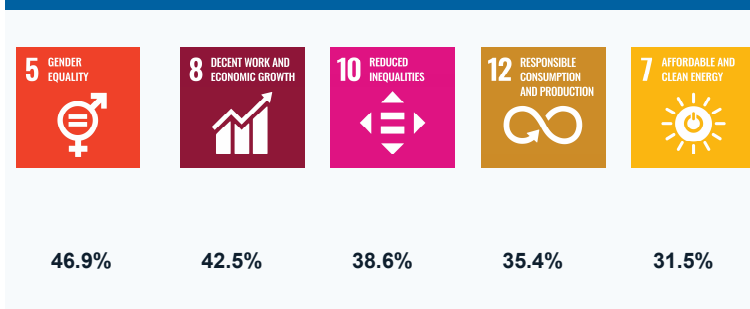 5 GENDER
EQUALITY
8 DECENT WORK AND
ECONOMIC GROWTH
10 REDUCED
INEQUALITIES
12 RESPONSIBLE
CONSUMPTION
AND PRODUCTION
7 AFFORDABLE AND
CLEAN ENERGY
46.9% 42.5% 38.6% 35.4% 31.5%